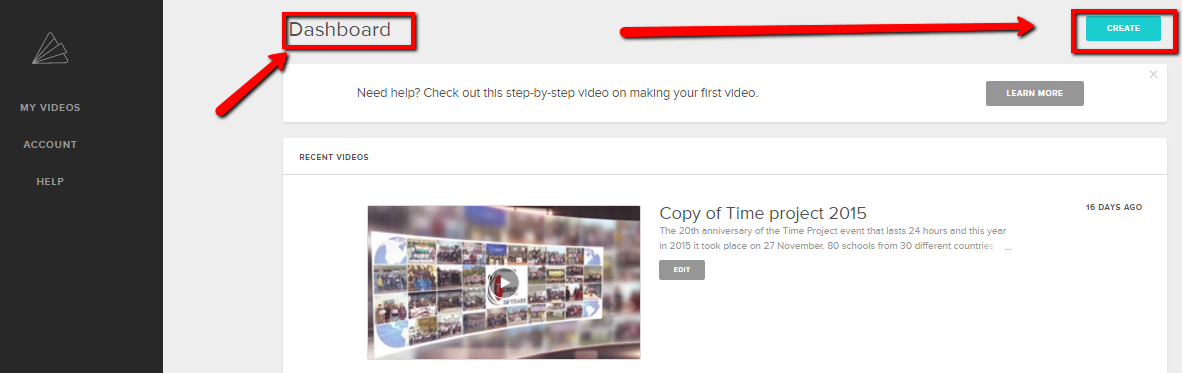 Dashboard
CREATE
MY VIDEOS
ACCOUNT
HELP
Need help? Check out this step-by-step video on making your first video.
LEARN MORE
RECENT VIDEOS
Copy of Time project 2015
16 DAYS AGO
The 20th anniversary of the Time Project event that lasts 24 hours and this year
in 2015 it took place on 27 November. 80 schools from 30 different countries ...
EDIT
20 YEARS